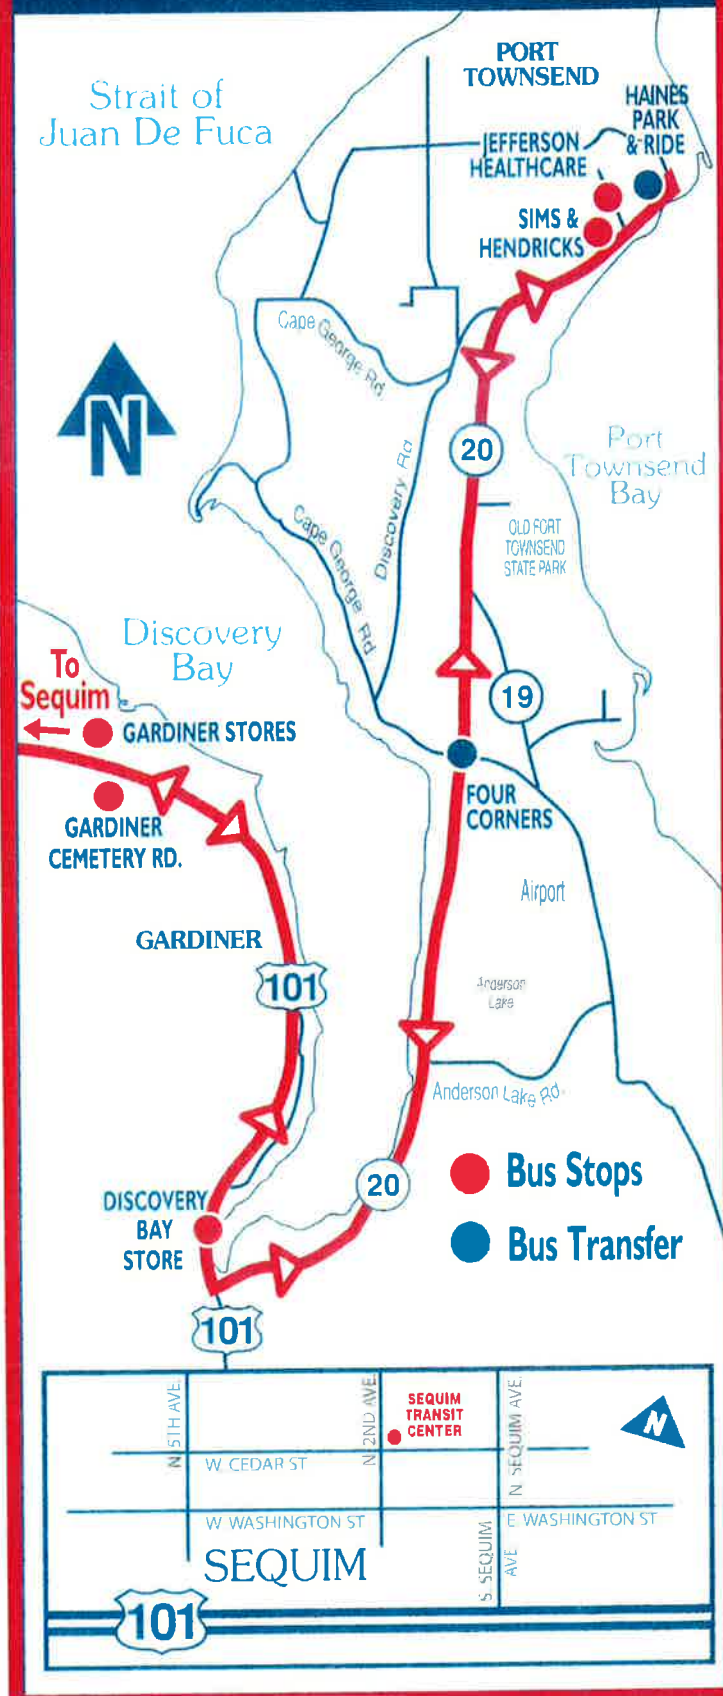 Strait of
Juan De Fuca
PORT
TOWNSEND
HAINES
PARK
& RIDE
JEFFERSON
HEALTHCARE
SIMS &
HENDRICKS
Cape George Rd.
N
20
Port
Townsend
Bay
Discovery Rd
Cape George Rd.
OLD FORT
TOWNSEND
STATE PARK
Discovery
Bay
To
Sequim
19
GARDINER STORES
FOUR
CORNERS
GARDINER
CEMETERY RD.
Airport
GARDINER
101
Anderson
Lake
Anderson Lake Rd.
Bus Stops
20
DISCOVERY
BAY
STORE
Bus Transfer
101
N. 5TH AVE.
N. 2ND AVE.
SEQUIM
TRANSIT
CENTER
N. SEQUIM AVE.
N
W. CEDAR ST
W WASHINGTON ST
E WASHINGTON ST
S. SEQUIM
AVE
SEQUIM
101